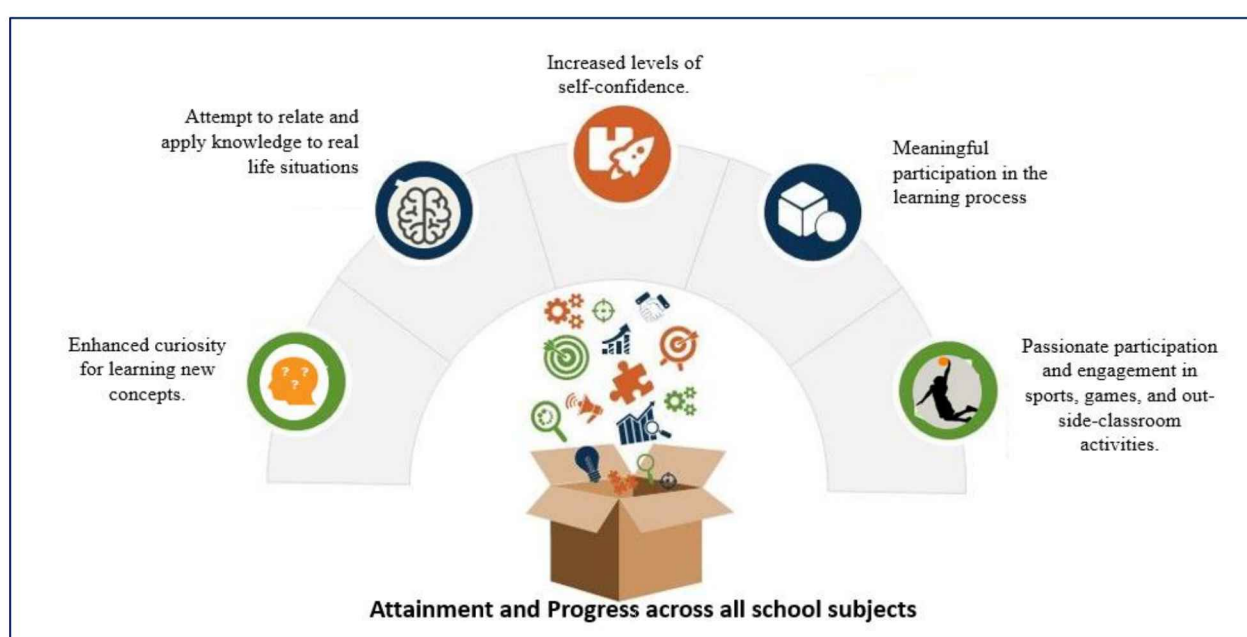 Increased levels of
self-confidence.
Attempt to relate and
apply knowledge to real
life situations
Meaningful
participation in the
learning process
Enhanced curiosity
for learning new
concepts.
? ?
?
Passionate participation
and engagement in
sports, games, and out-
side-classroom
activities.
Attainment and Progress across all school subjects